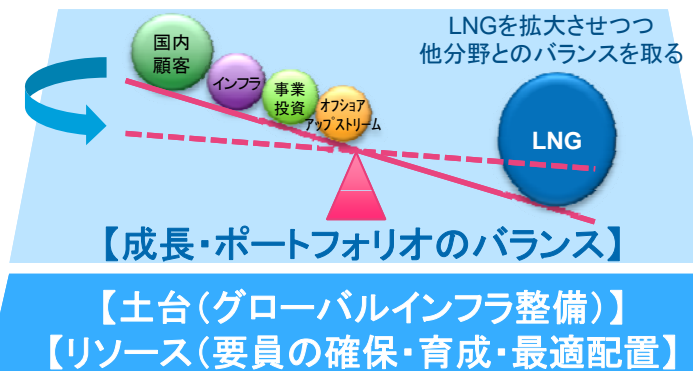 LNGを拡大させつつ
他分野とのバランスを取る
国内
顧客
インフラ
事業
投資
オフショア
アップストリーム
LNG
【成長・ポートフォリオのバランス】
【土台(グローバルインフラ整備)】
【リソース(要員の確保・育成・最適配置】